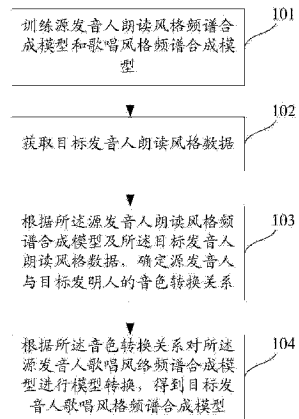 101
训练源发音人朗读风格频谱合
成模型和歌唱风格频谱合成模
型
102
获取目标发音人朗读风格数据
103
根据所述源发音人朗读风格频
谱合成模型及所述目标发音人
朗读风格数据，确定源发音人
与目标发明人的音色转换关系
104
根据所述音色转换关系对所述
源发音人歌唱风络频谱合成模
型进行模型转换，得到目标发
音人歌唱风格频谱合成模型